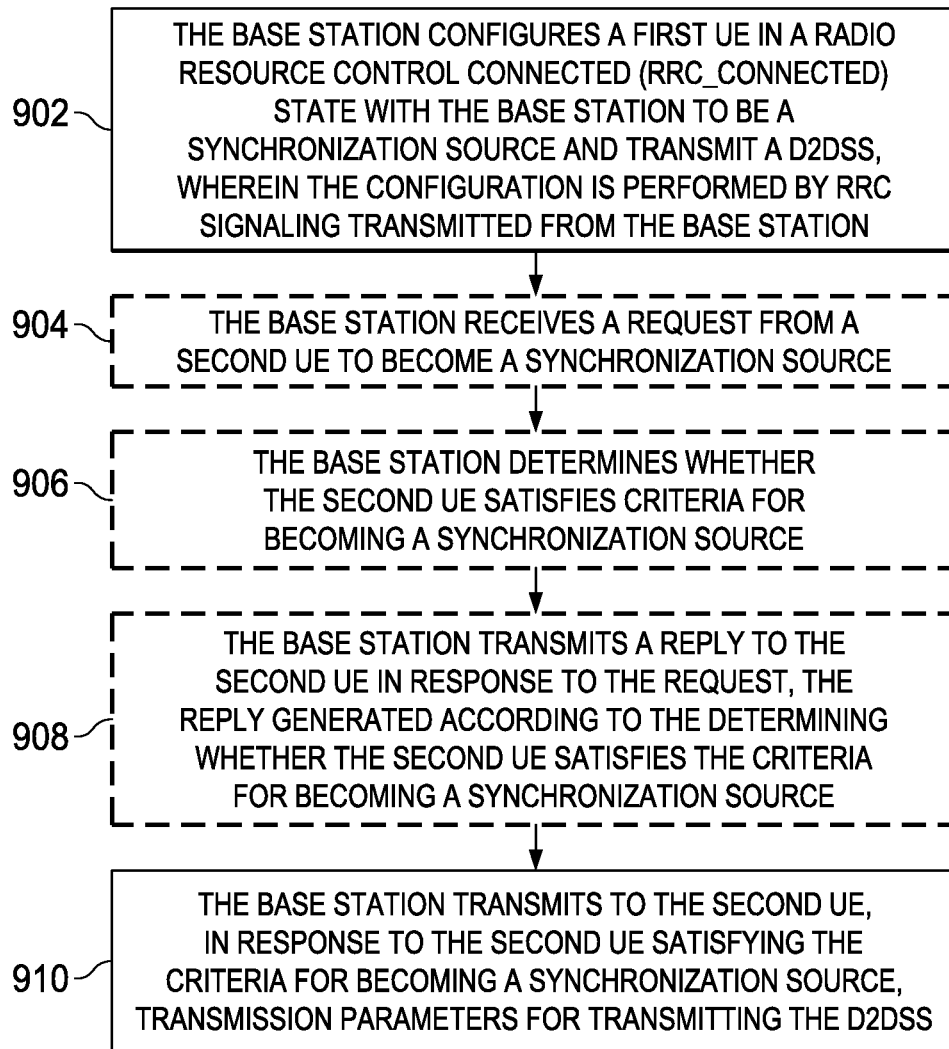 THE BASE STATION CONFIGURES A FIRST UE IN A RADIO
RESOURCE CONTROL CONNECTED (RRC_CONNECTED)
902
STATE WITH THE BASE STATION TO BE A
SYNCHRONIZATION SOURCE AND TRANSMIT A D2DSS,
WHEREIN THE CONFIGURATION IS PERFORMED BY RRC
SIGNALING TRANSMITTED FROM THE BASE STATION
904
THE BASE STATION RECEIVES A REQUEST FROM A
SECOND UE TO BECOME A SYNCHRONIZATION SOURCE
906
THE BASE STATION DETERMINES WHETHER
THE SECOND UE SATISFIES CRITERIA FOR
BECOMING A SYNCHRONIZATION SOURCE
908
THE BASE STATION TRANSMITS A REPLY TO THE
SECOND UE IN RESPONSE TO THE REQUEST, THE
REPLY GENERATED ACCORDING TO THE DETERMINING
WHETHER THE SECOND UE SATISFIES THE CRITERIA
FOR BECOMING A SYNCHRONIZATION SOURCE
910
THE BASE STATION TRANSMITS TO THE SECOND UE,
IN RESPONSE TO THE SECOND UE SATISFYING THE
CRITERIA FOR BECOMING A SYNCHRONIZATION SOURCE,
TRANSMISSION PARAMETERS FOR TRANSMITTING THE D2DSS